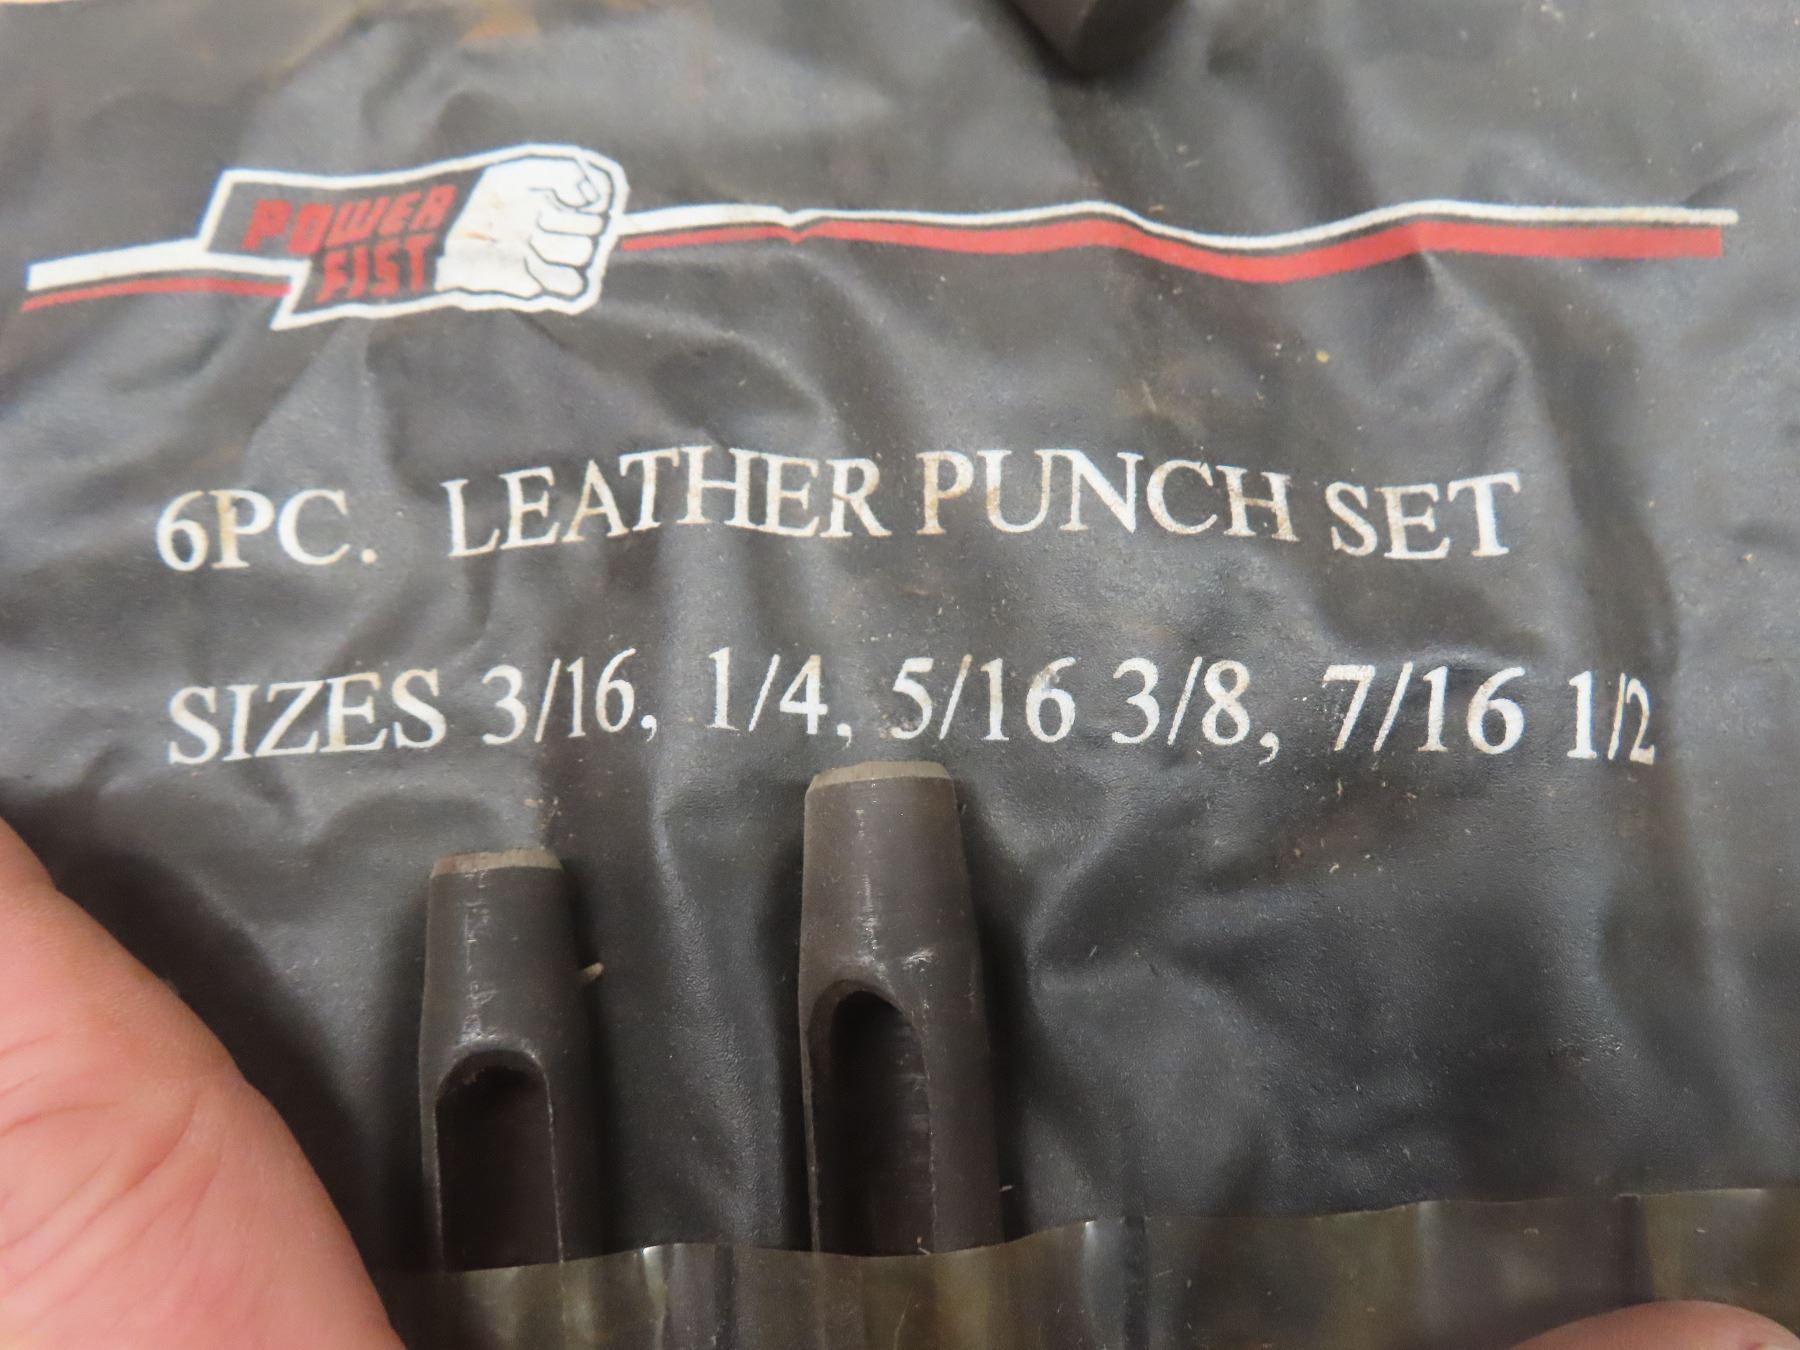 POWER
FIST
6PC. LEATHER PUNCH SET
SIZES 3/16, 1/4, 5/16 3/8, 7/16 1/2